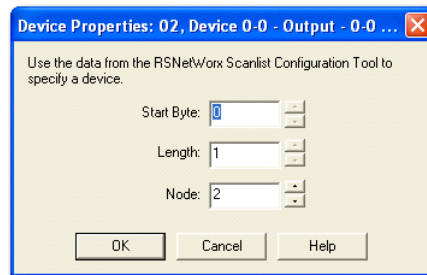 Device Properties: 02, Device 0-0 - Output - 0-0 ...
Use the data from the RSNetWorx Scanlist Configuration Tool to
specify a device.
Start Byte: 0
Length: 1
Node: 2
OK Cancel Help